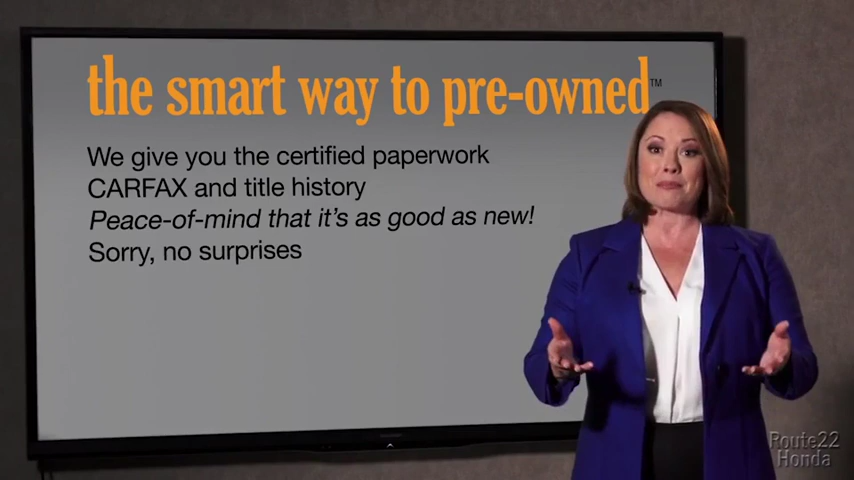 the smart way to pre-owned™
We give you the certified paperwork
CARFAX and title history
Peace-of-mind that it's as good as new!
Sorry, no surprises
Route22
Honda